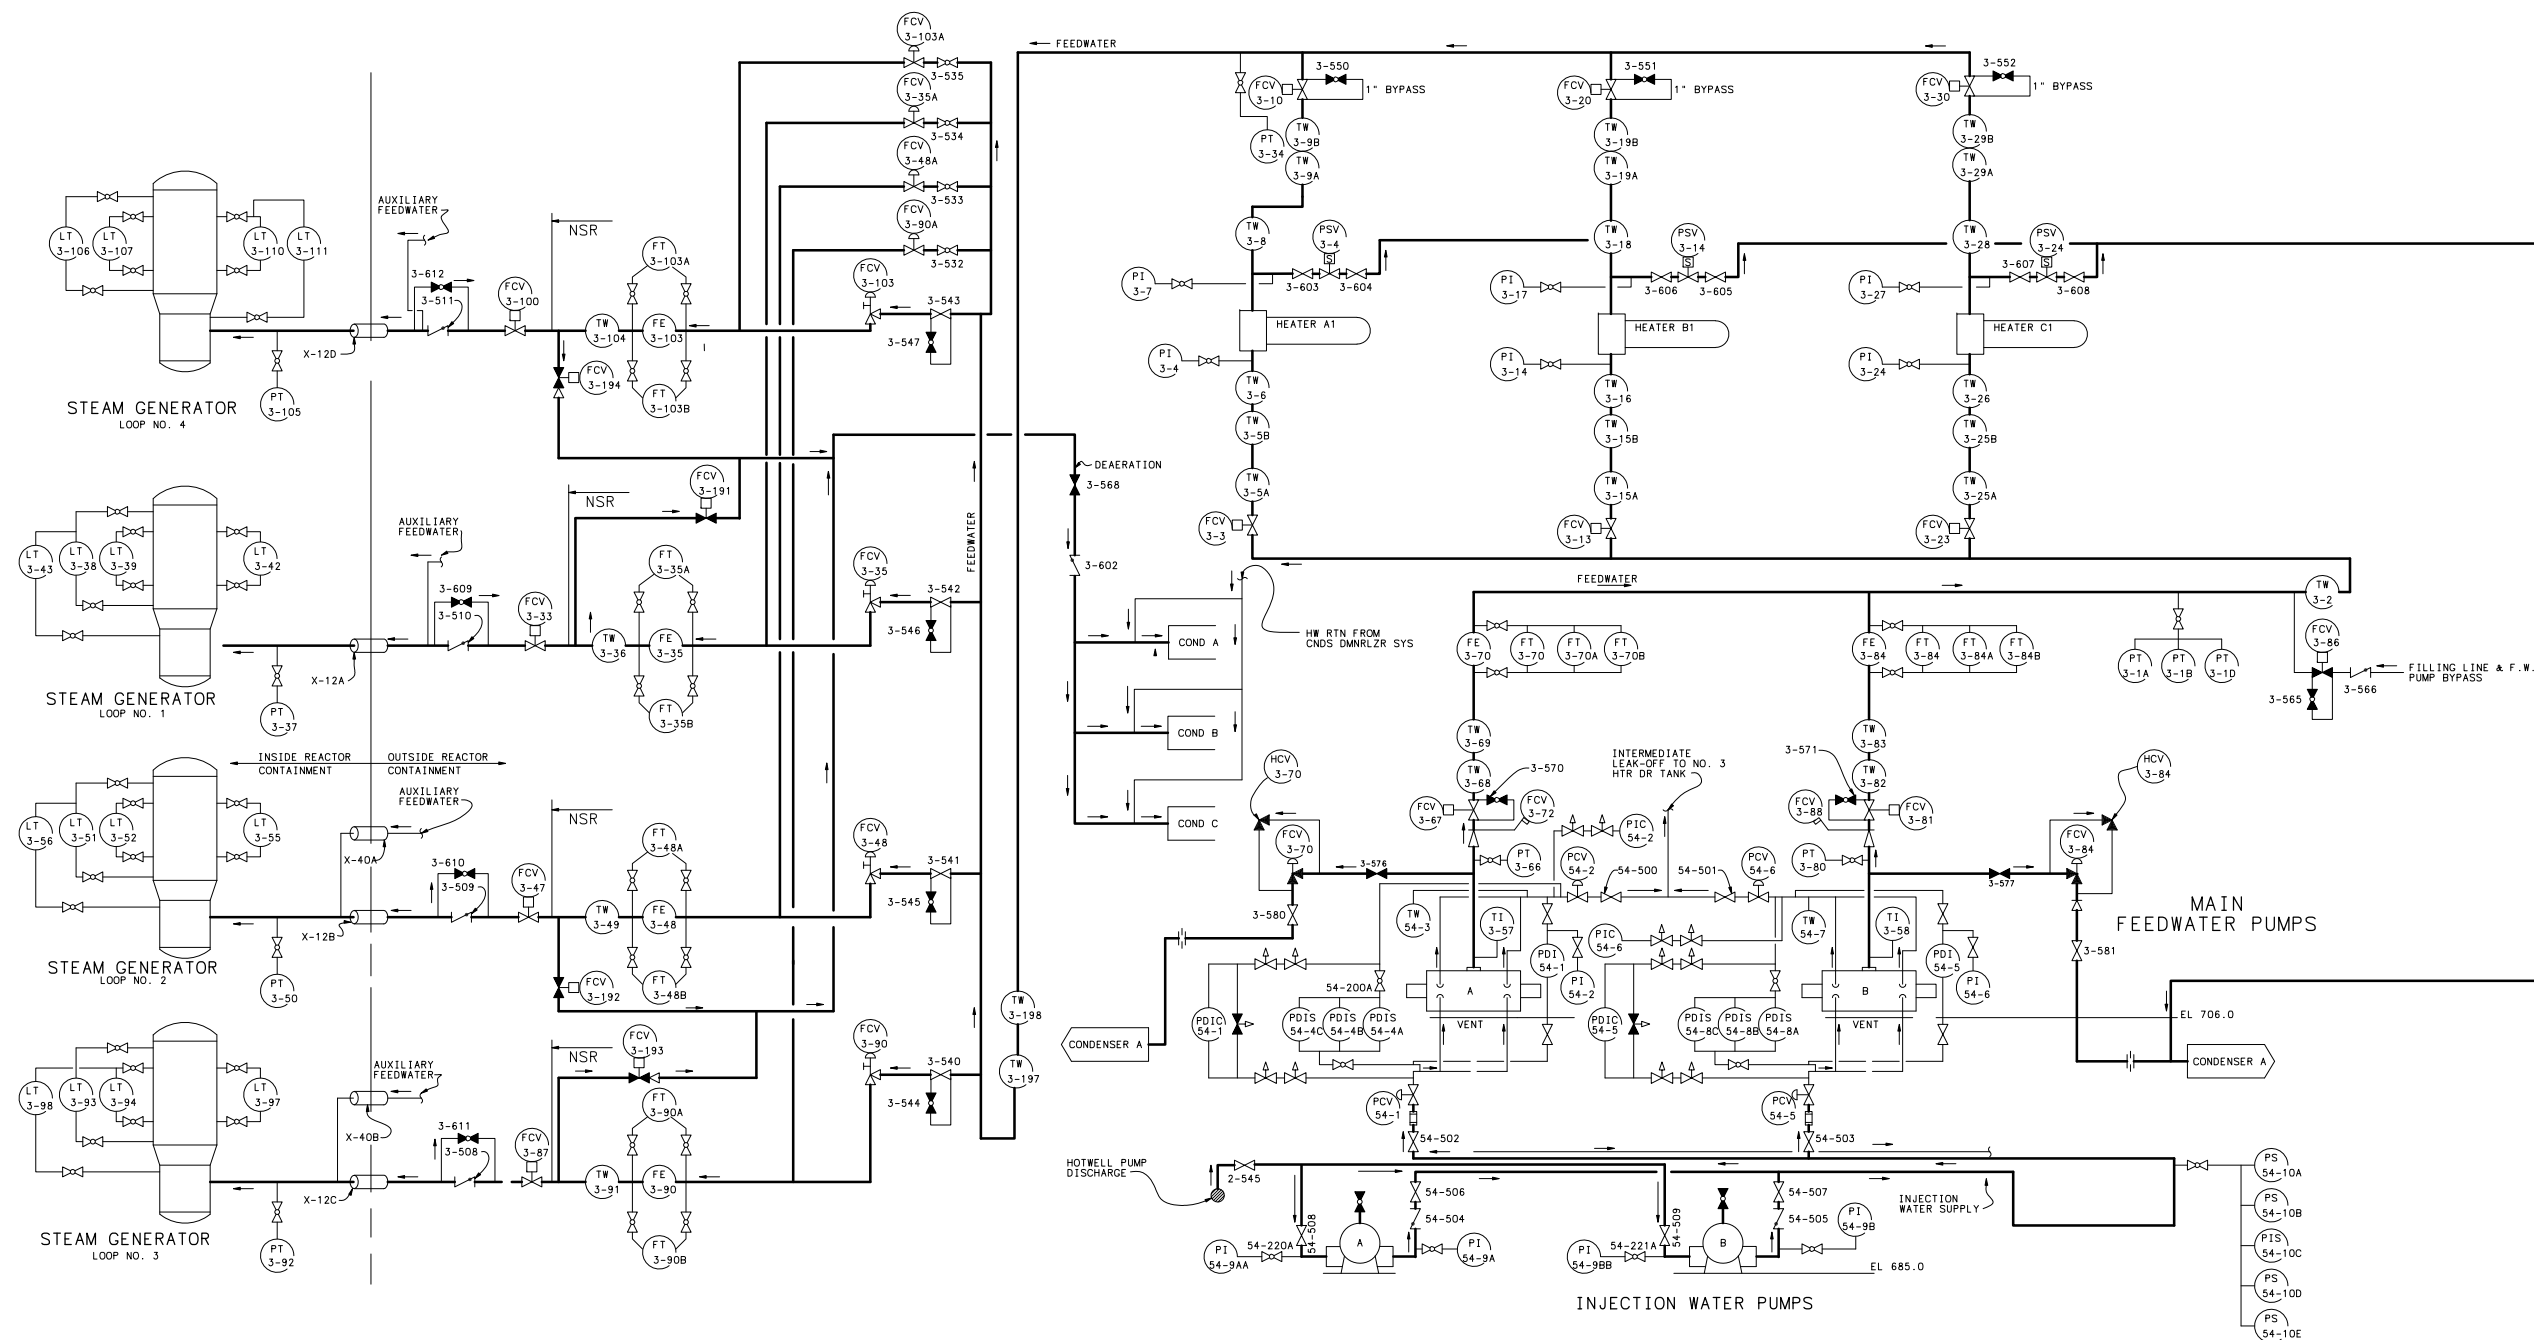 FCV
3-103A
3-535
FCV
3-35A
3-534
FCV
3-48A
3-533
FCV
3-90A
3-532
FEEDWATER
FCV
3-10
3-550
1" BYPASS
FCV
3-20
3-551
1" BYPASS
FCV
3-30
3-552
1" BYPASS
PT
3-34
TW
3-9B
TW
3-9A
TW
3-8
PSV
3-4
S
3-603
3-604
PI
3-7
HEATER A1
PI
3-4
TW
3-6
TW
3-5B
TW
3-5A
FCV
3-3
TW
3-19B
TW
3-19A
TW
3-18
PSV
3-14
S
3-606
3-605
PI
3-17
HEATER B1
PI
3-14
TW
3-16
TW
3-15B
TW
3-15A
FCV
3-13
TW
3-29B
TW
3-29A
TW
3-28
PSV
3-24
S
3-607
3-608
PI
3-27
HEATER C1
PI
3-24
TW
3-26
TW
3-25B
TW
3-25A
FCV
3-23
LT
3-106
LT
3-107
LT
3-110
LT
3-111
AUXILIARY
FEEDWATER
3-612
3-511
FCV
3-100
NSR
X-12D
PT
3-105
STEAM GENERATOR
LOOP NO. 4
TW
3-104
FE
3-103
FT
3-103A
FT
3-103B
FCV
3-194
FCV
3-103
3-543
3-547
LT
3-43
LT
3-38
LT
3-39
LT
3-42
AUXILIARY
FEEDWATER
3-609
3-510
FCV
3-33
NSR
FCV
3-191
X-12A
PT
3-37
STEAM GENERATOR
LOOP NO. 1
TW
3-36
FE
3-35
FT
3-35A
FT
3-35B
FCV
3-35
3-542
3-546
FEEDWATER
DEAERATION
3-568
3-602
COND A
COND B
COND C
HW RTN FROM
CNDS DMNRLZR SYS
INSIDE REACTOR
CONTAINMENT
OUTSIDE REACTOR
CONTAINMENT
LT
3-56
LT
3-51
LT
3-52
LT
3-55
AUXILIARY
FEEDWATER
X-40A
3-610
3-509
FCV
3-47
NSR
X-12B
PT
3-50
STEAM GENERATOR
LOOP NO. 2
TW
3-49
FE
3-48
FT
3-48A
FT
3-48B
FCV
3-192
FCV
3-48
3-541
3-545
LT
3-98
LT
3-93
LT
3-94
LT
3-97
AUXILIARY
FEEDWATER
X-40B
3-611
3-508
FCV
3-87
NSR
FCV
3-193
X-12C
PT
3-92
STEAM GENERATOR
LOOP NO. 3
TW
3-91
FE
3-90
FT
3-90A
FT
3-90B
FCV
3-90
3-540
3-544
TW
3-198
TW
3-197
FEEDWATER
TW
3-2
FE
3-70
FT
3-70
FT
3-70A
FT
3-70B
FE
3-84
FT
3-84
FT
3-84A
FT
3-84B
PT
3-1A
PT
3-1B
PT
3-1D
FCV
3-86
3-565
3-566
FILLING LINE & F.W.
PUMP BYPASS
TW
3-69
TW
3-68
3-570
FCV
3-67
FCV
3-72
PT
3-66
HCV
3-70
FCV
3-70
3-576
3-580
INTERMEDIATE
LEAK-OFF TO NO. 3
HTR DR TANK
PIC
54-2
PCV
54-2
54-500
54-501
PCV
54-6
TW
3-83
TW
3-82
3-571
FCV
3-88
FCV
3-81
PT
3-80
HCV
3-84
FCV
3-84
3-577
3-581
MAIN
FEEDWATER PUMPS
TW
54-3
TI
3-57
PDI
54-1
PI
54-2
PIC
54-6
TW
54-7
TI
3-58
PDI
54-5
PI
54-6
A
B
VENT
VENT
54-200A
PDIC
54-1
PDIS
54-4C
PDIS
54-4B
PDIS
54-4A
PDIC
54-5
PDIS
54-8C
PDIS
54-8B
PDIS
54-8A
EL 706.0
CONDENSER A
CONDENSER A
PCV
54-1
PCV
54-5
54-502
54-503
HOTWELL PUMP
DISCHARGE
2-545
54-506
54-504
54-508
54-507
54-505
54-509
INJECTION
WATER SUPPLY
PI
54-9AA
54-220A
A
PI
54-9A
PI
54-9BB
54-221A
B
PI
54-9B
EL 685.0
INJECTION WATER PUMPS
PS
54-10A
PS
54-10B
PIS
54-10C
PS
54-10D
PS
54-10E